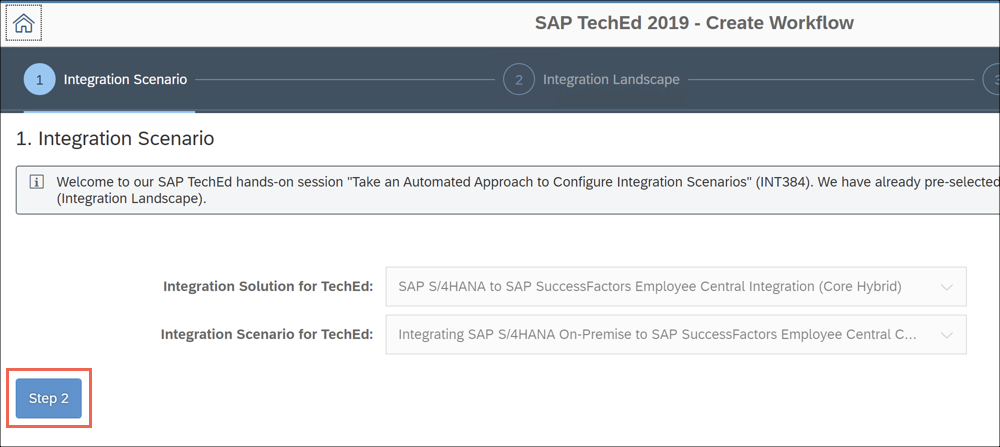 SAP TechEd 2019 - Create Workflow
1 Integration Scenario 2 Integration Landscape 3
1. Integration Scenario
Welcome to our SAP TechEd hands-on session "Take an Automated Approach to Configure Integration Scenarios" (INT384). We have already pre-selected
(Integration Landscape).
Integration Solution for TechEd: SAP S/4HANA to SAP SuccessFactors Employee Central Integration (Core Hybrid)
Integration Scenario for TechEd: Integrating SAP S/4HANA On-Premise to SAP SuccessFactors Employee Central C...
Step 2